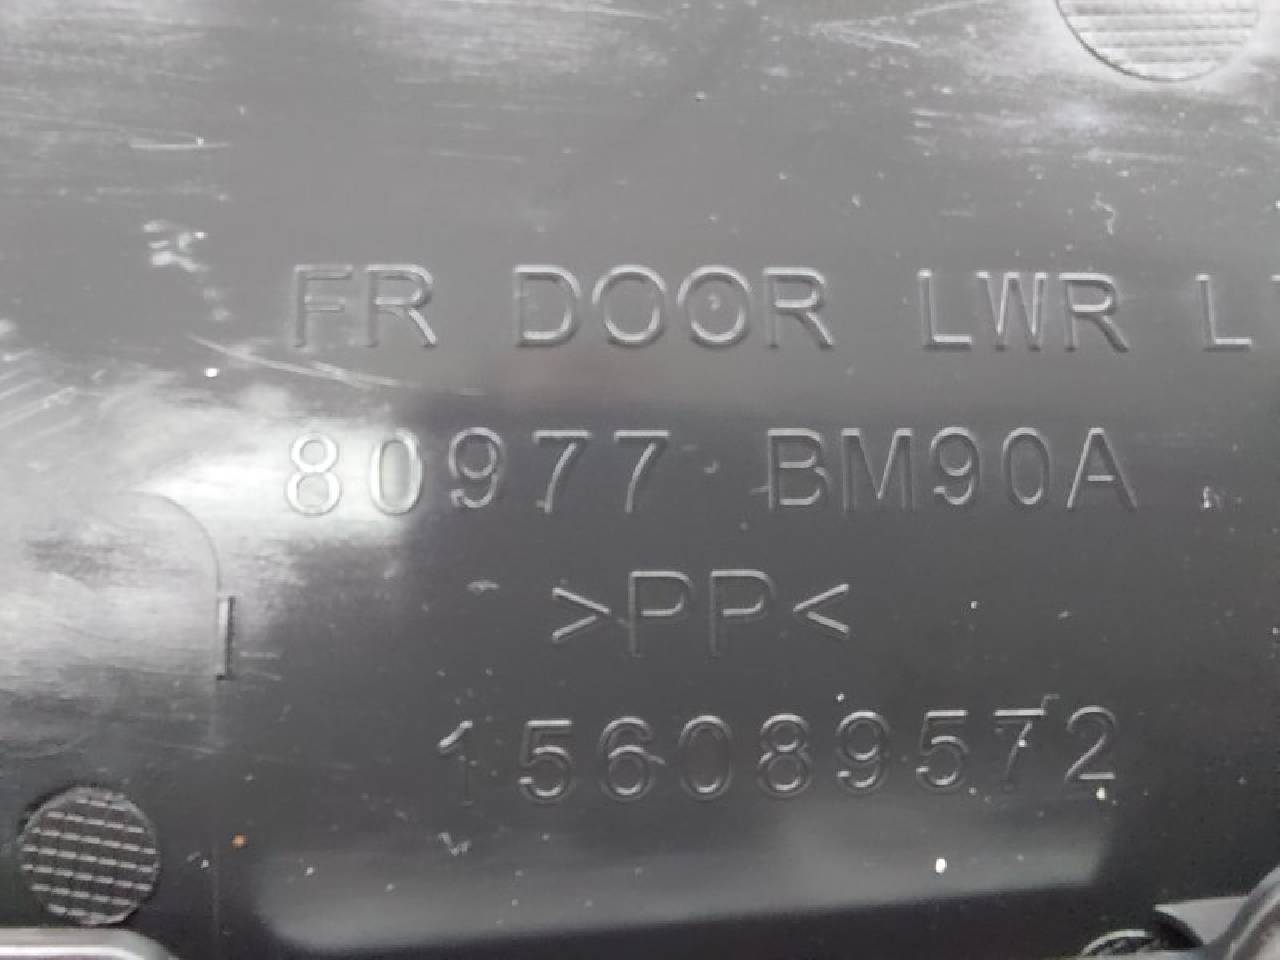 FR DOOR LWR L
80977 BM90A
>PP<
156089572